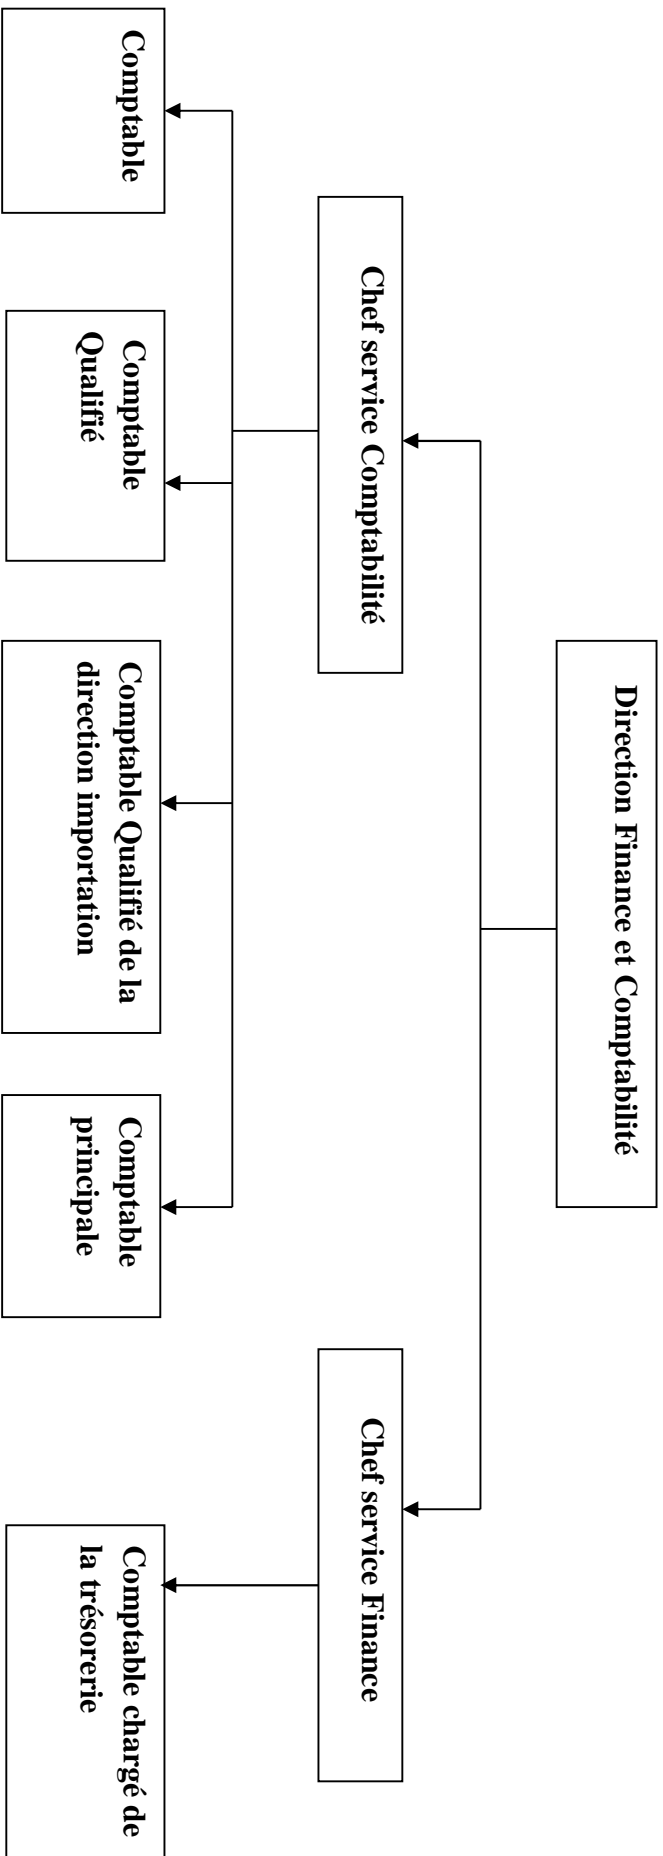 Direction Finance et Comptabilité
Chef service Comptabilité
Chef service Finance
Comptable
Comptable
Qualifié
Comptable Qualifié de la
direction importation
Comptable
principale
Comptable chargé de
la trésorerie